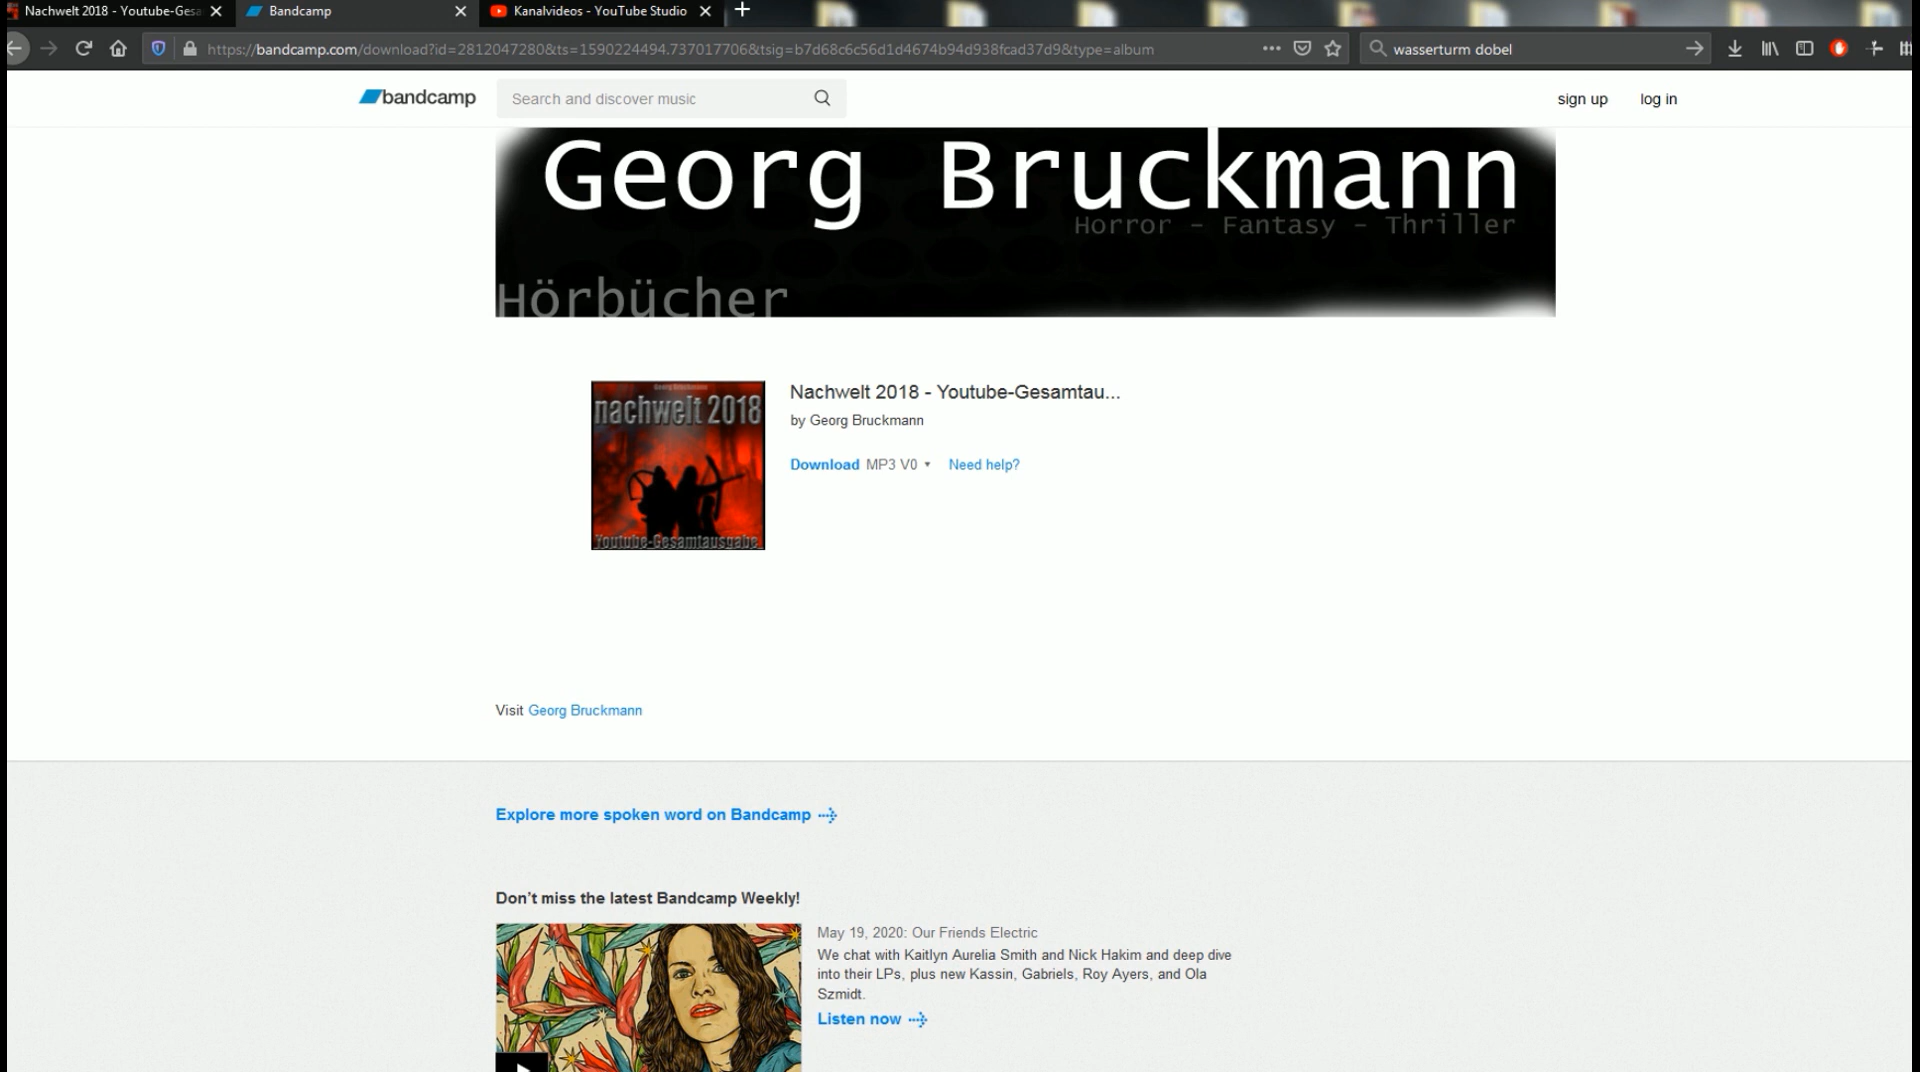 Nachwelt 2018 - Youtube-Gesa
Bandcamp
Kanalvideos - YouTube Studio
https://bandcamp.com/download?id=2812047280&ts=1590224494.737017706&tsig=b7d68c6c56d1d4674b94d938fcad37d9&type=album
wasserturm dobel
bandcamp
Search and discover music
sign up
log in
Georg Bruckmann
Horror - Fantasy - Thriller
Hörbücher
Georg Bruckmann
nachwelt 2018
Youtube-Gesamtausgabe
Nachwelt 2018 - Youtube-Gesamtau...
by Georg Bruckmann
Download MP3 V0 Need help?
Visit Georg Bruckmann
Explore more spoken word on Bandcamp
Don't miss the latest Bandcamp Weekly!
May 19, 2020: Our Friends Electric
We chat with Kaitlyn Aurelia Smith and Nick Hakim and deep dive
into their LPs, plus new Kassin, Gabriels, Roy Ayers, and Ola
Szmidt.
Listen now